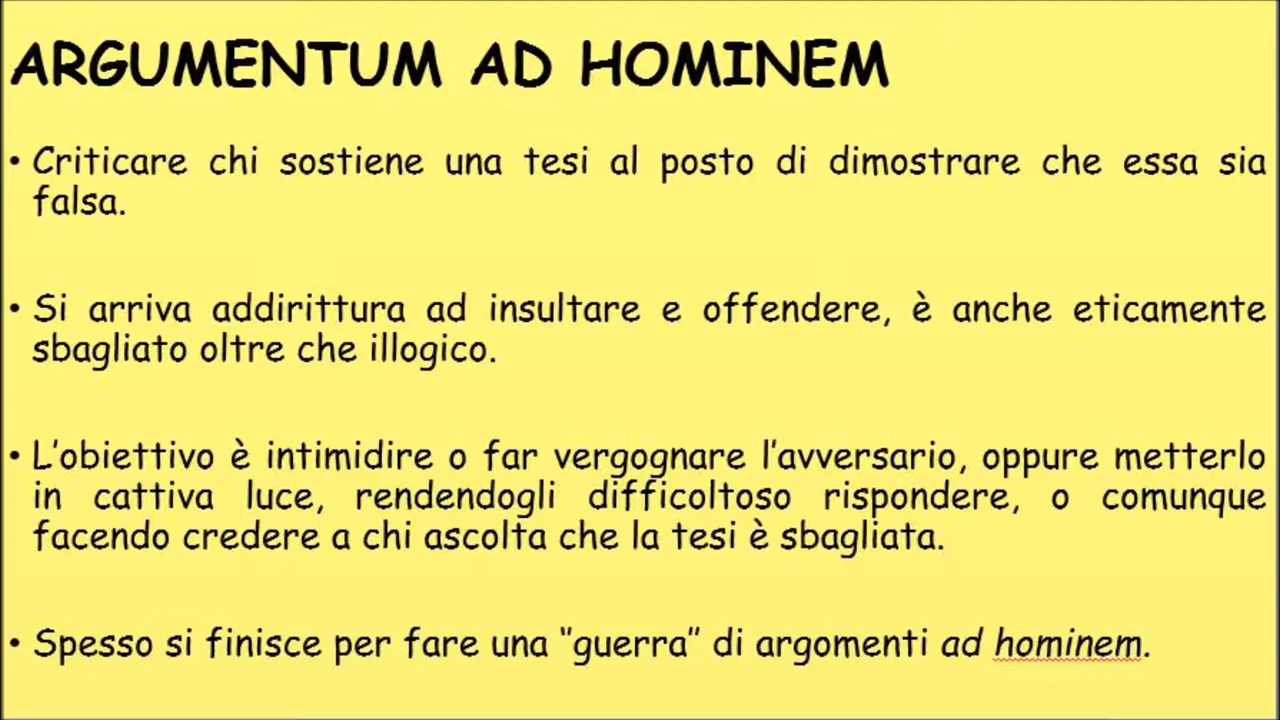 ARGUMENTUM AD HOMINEM
• Criticare chi sostiene una tesi al posto di dimostrare che essa sia
falsa.
• Si arriva addirittura ad insultare e offendere, è anche eticamente
sbagliato oltre che illogico.
• L’obiettivo è intimidire o far vergognare l’avversario, oppure metterlo
in cattiva luce, rendendogli difficoltoso rispondere, o comunque
facendo credere a chi ascolta che la tesi è sbagliata.
• Spesso si finisce per fare una “guerra” di argomenti ad hominem.